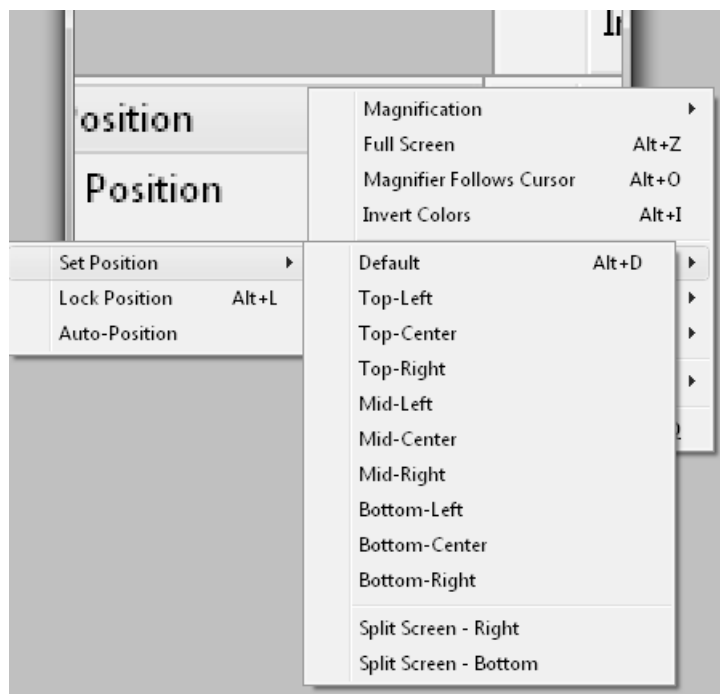 osition
Position
Magnification
Full Screen Alt+Z
Magnifier Follows Cursor Alt+O
Invert Colors Alt+I
Set Position
Lock Position Alt+L
Auto-Position
Default Alt+D
Top-Left
Top-Center
Top-Right
Mid-Left
Mid-Center
Mid-Right
Bottom-Left
Bottom-Center
Bottom-Right
Split Screen - Right
Split Screen - Bottom